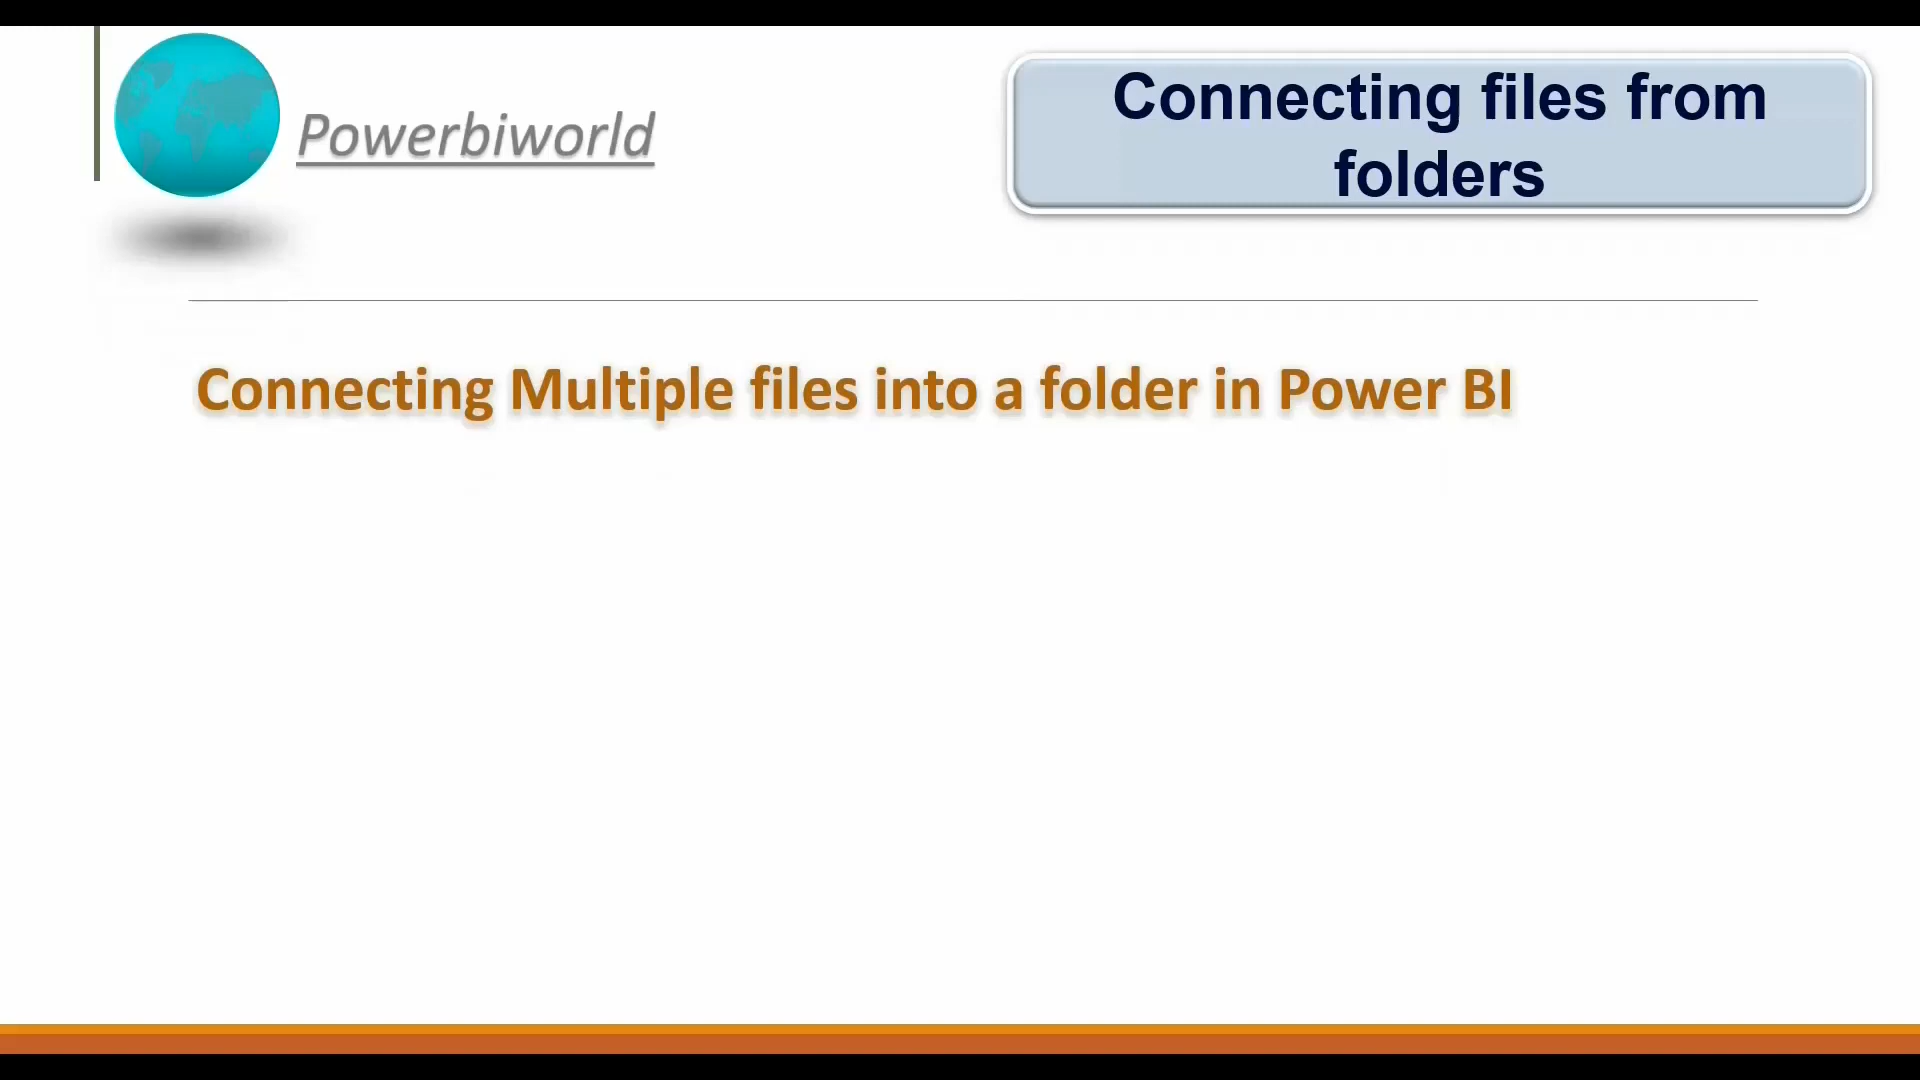 Powerbiworld
Connecting files from
folders
Connecting Multiple files into a folder in Power BI